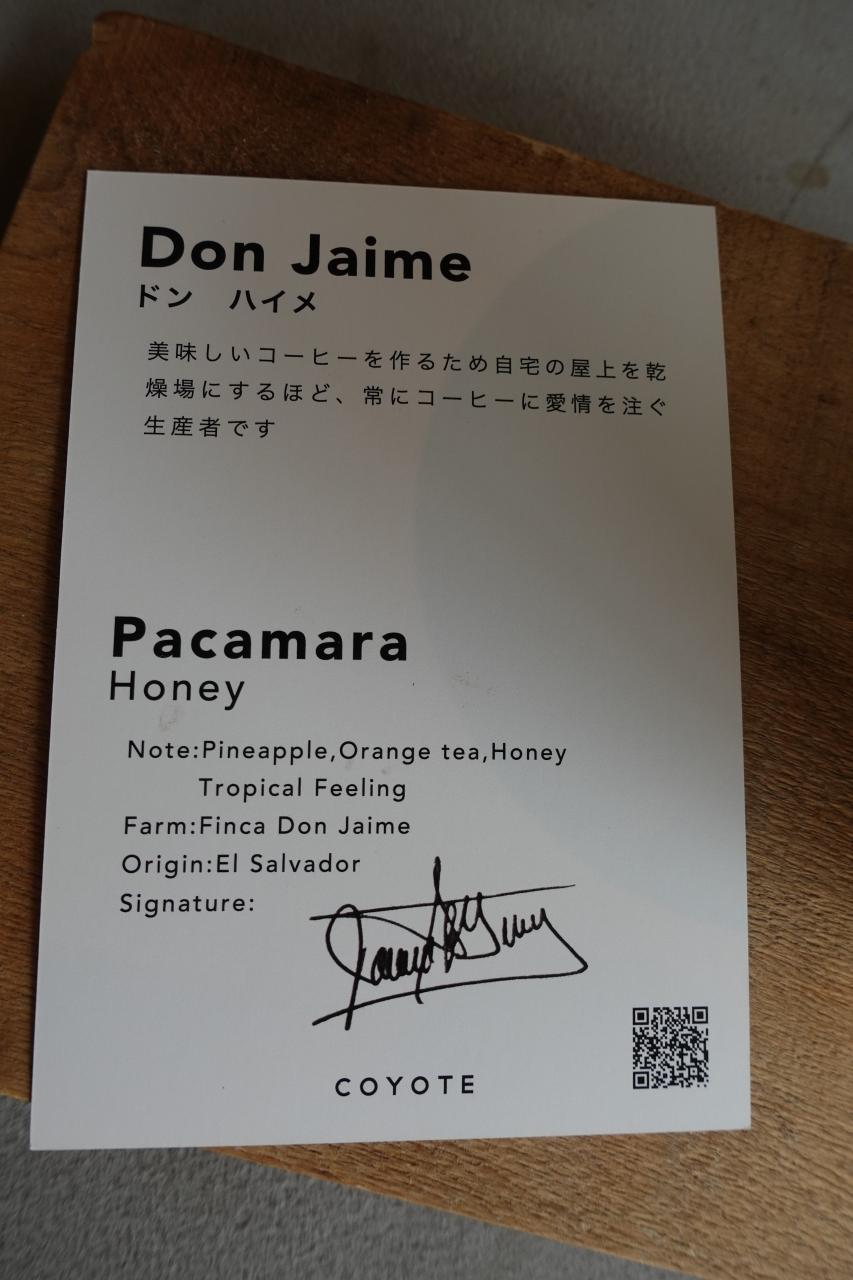 Don Jaime
ドン　ハイメ
美味しいコーヒーを作るため自宅の屋上を乾
燥場にするほど、常にコーヒーに愛情を注ぐ
生産者です
Pacamara
Honey
Note:Pineapple,Orange tea,Honey
Tropical Feeling
Farm:Finca Don Jaime
Origin:El Salvador
Signature:
COYOTE